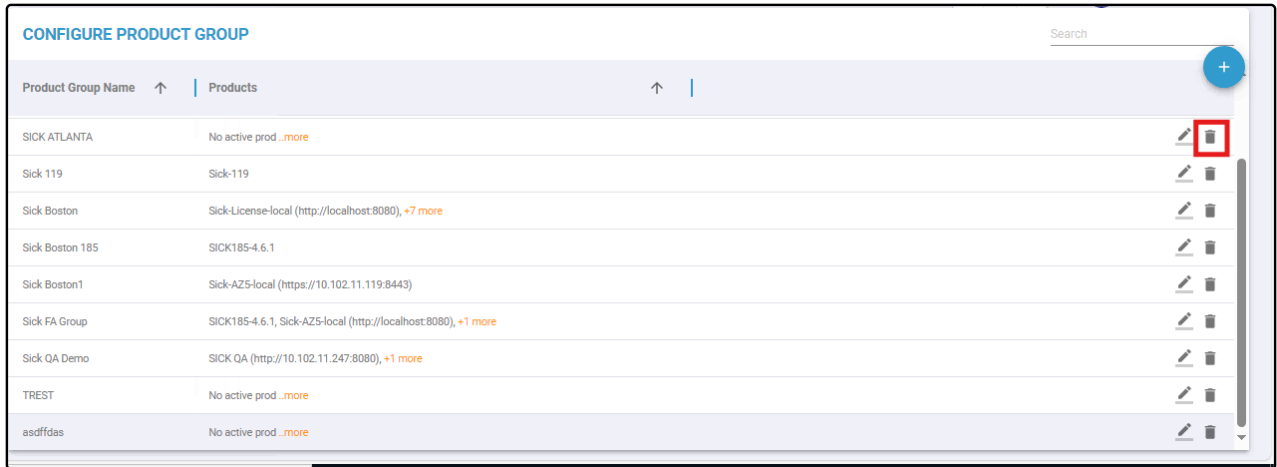 CONFIGURE PRODUCT GROUP
Search
+
Product Group Name Products
SICK ATLANTA No active prod ..more
Sick 119 Sick-119
Sick Boston Sick-License-local (http://localhost:8080), +7 more
Sick Boston 185 SICK185-4.6.1
Sick Boston1 Sick-AZ5-local (https://10.102.11.119:8443)
Sick FA Group SICK185-4.6.1, Sick-AZ5-local (http://localhost:8080), +1 more
Sick QA Demo SICK QA (http://10.102.11.247:8080), +1 more
TREST No active prod ..more
asdffdas No active prod ..more